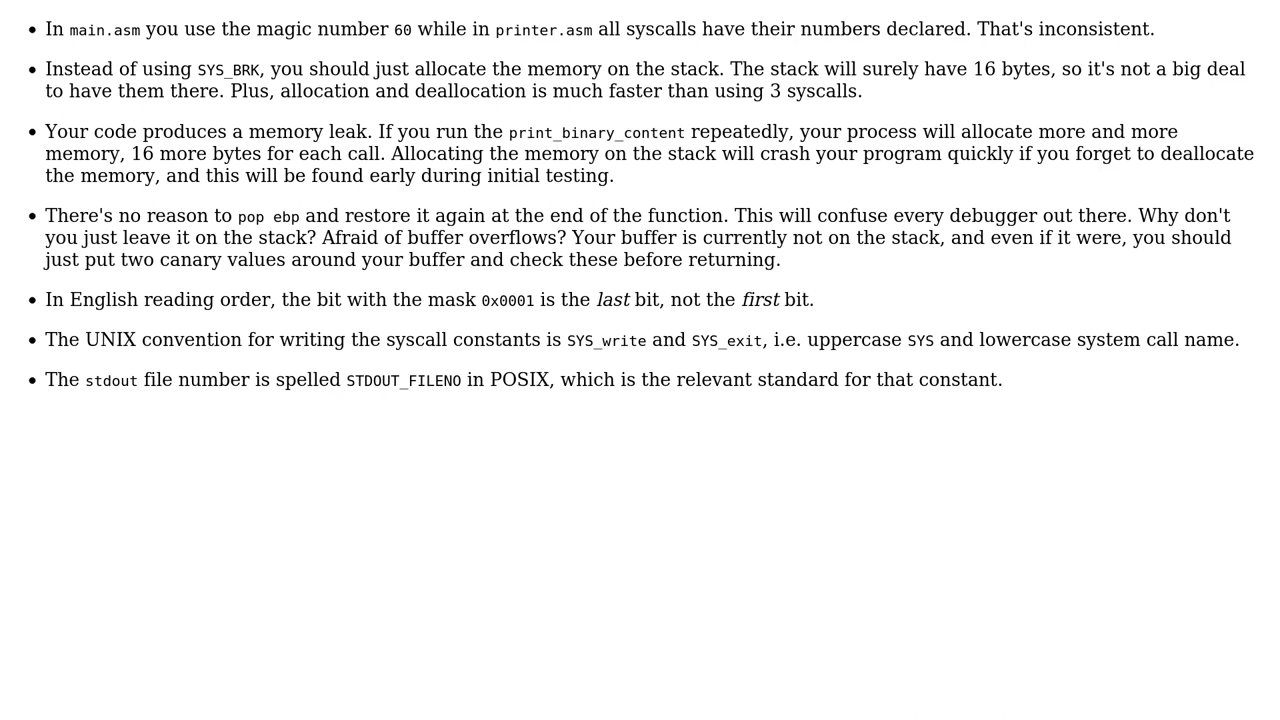 In main.asm you use the magic number 60 while in printer.asm all syscalls have their numbers declared. That's inconsistent.
Instead of using SYS_BRK, you should just allocate the memory on the stack. The stack will surely have 16 bytes, so it's not a big deal
to have them there. Plus, allocation and deallocation is much faster than using 3 syscalls.
Your code produces a memory leak. If you run the print_binary_content repeatedly, your process will allocate more and more
memory, 16 more bytes for each call. Allocating the memory on the stack will crash your program quickly if you forget to deallocate
the memory, and this will be found early during initial testing.
There's no reason to pop ebp and restore it again at the end of the function. This will confuse every debugger out there. Why don't
you just leave it on the stack? Afraid of buffer overflows? Your buffer is currently not on the stack, and even if it were, you should
just put two canary values around your buffer and check these before returning.
In English reading order, the bit with the mask 0x0001 is the last bit, not the first bit.
The UNIX convention for writing the syscall constants is SYS_write and SYS_exit, i.e. uppercase SYS and lowercase system call name.
The stdout file number is spelled STDOUT_FILENO in POSIX, which is the relevant standard for that constant.